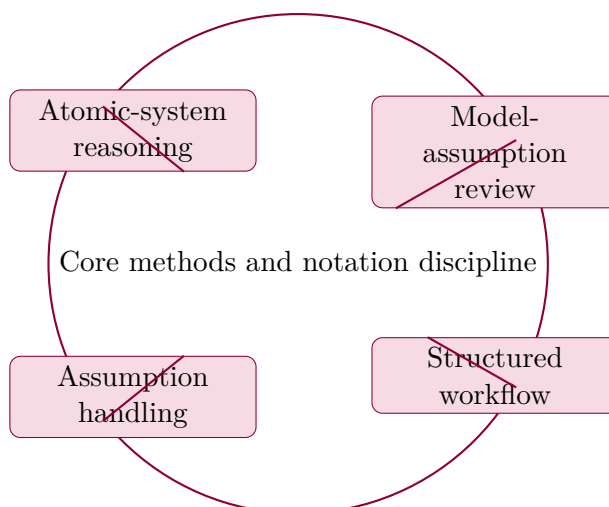 Atomic-system
reasoning
Model-
assumption
review
Core methods and notation discipline
Assumption
handling
Structured
workflow